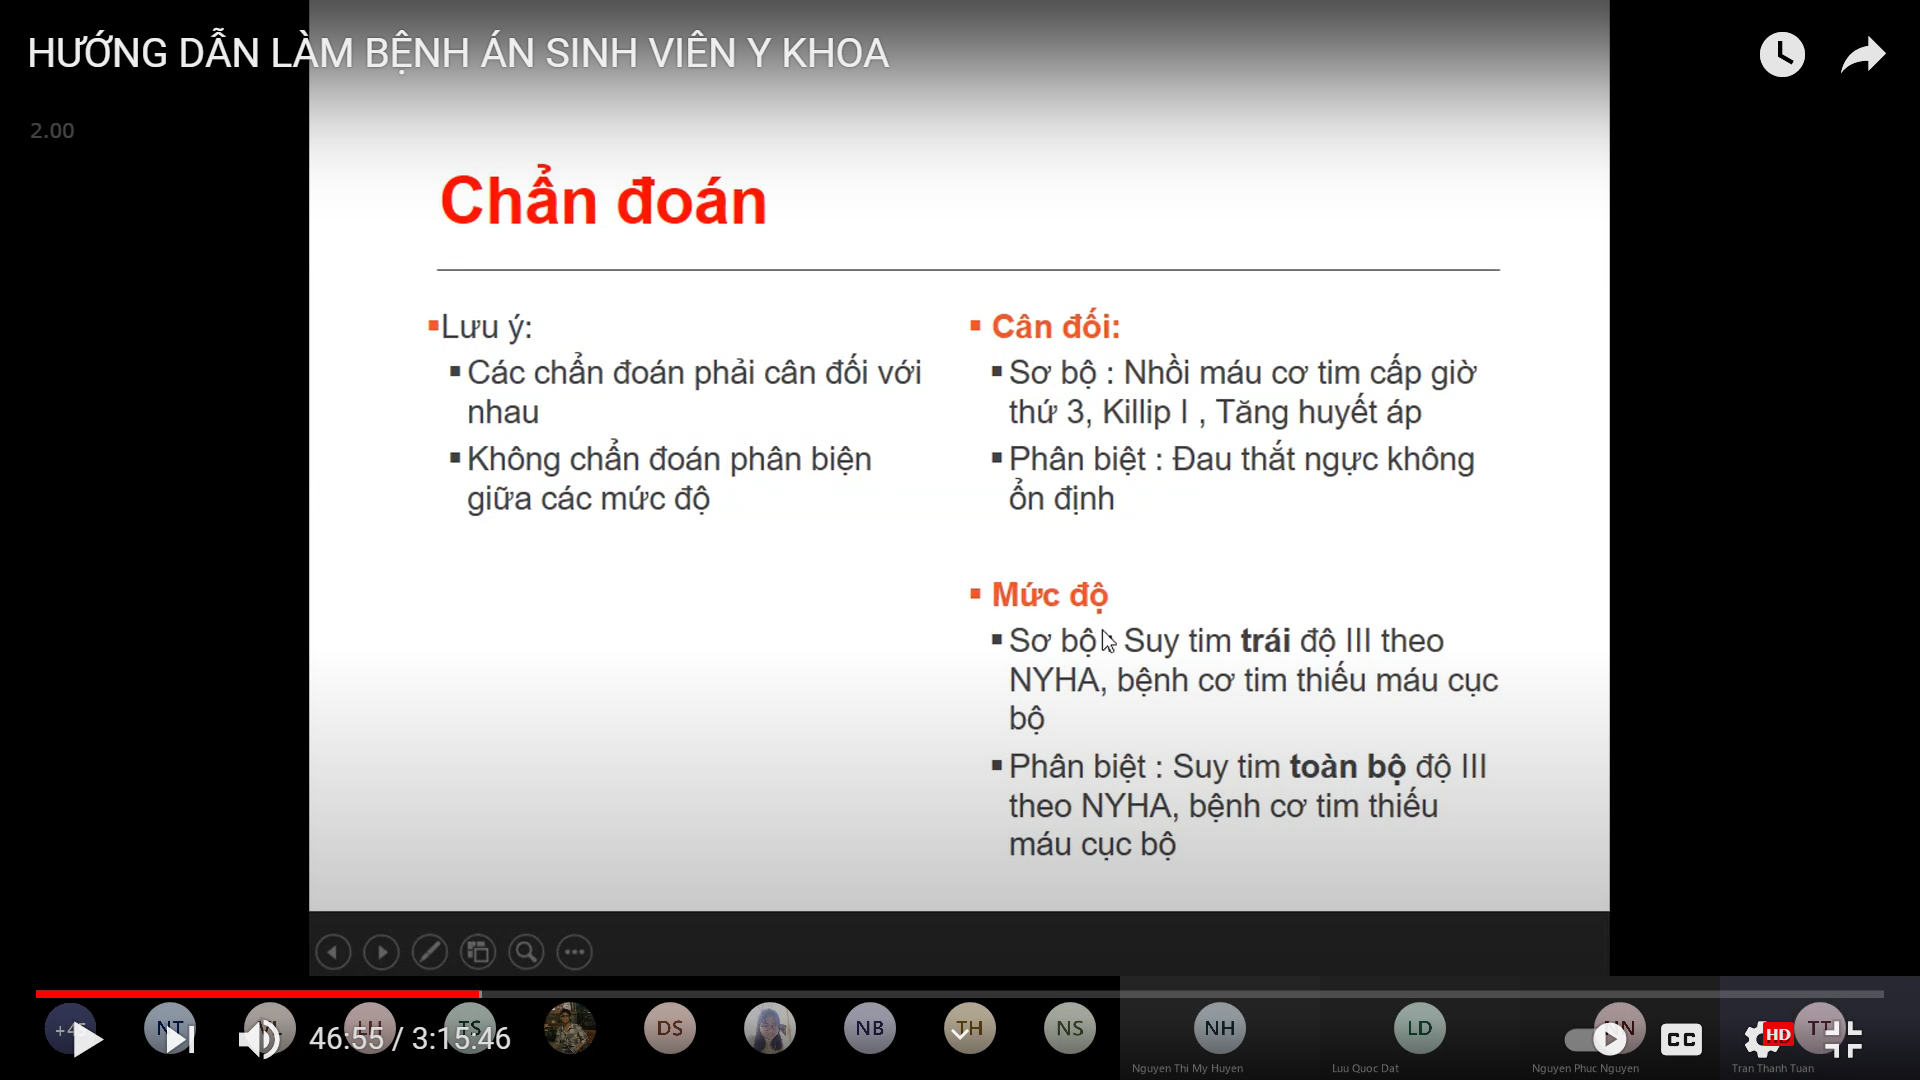 HƯỚNG DẪN LÀM BỆNH ÁN SINH VIÊN Y KHOA
2.00
Chẩn đoán
Lưu ý:
Các chẩn đoán phải cân đối với
nhau
Không chẩn đoán phân biện
giữa các mức độ
Cân đối:
Sơ bộ : Nhồi máu cơ tim cấp giờ
thứ 3, Killip I , Tăng huyết áp
Phân biệt : Đau thắt ngực không
ổn định
Mức độ
Sơ bộ : Suy tim trái độ III theo
NYHA, bệnh cơ tim thiếu máu cục
bộ
Phân biệt : Suy tim toàn bộ độ III
theo NYHA, bệnh cơ tim thiếu
máu cục bộ
NT LH TS DS NB TH NS NH LD TT
46:55 / 3:15:46
CC HD
Nguyen Thi My Huyen Luu Quoc Dat Nguyen Phuc Nguyen Tran Thanh Tuan